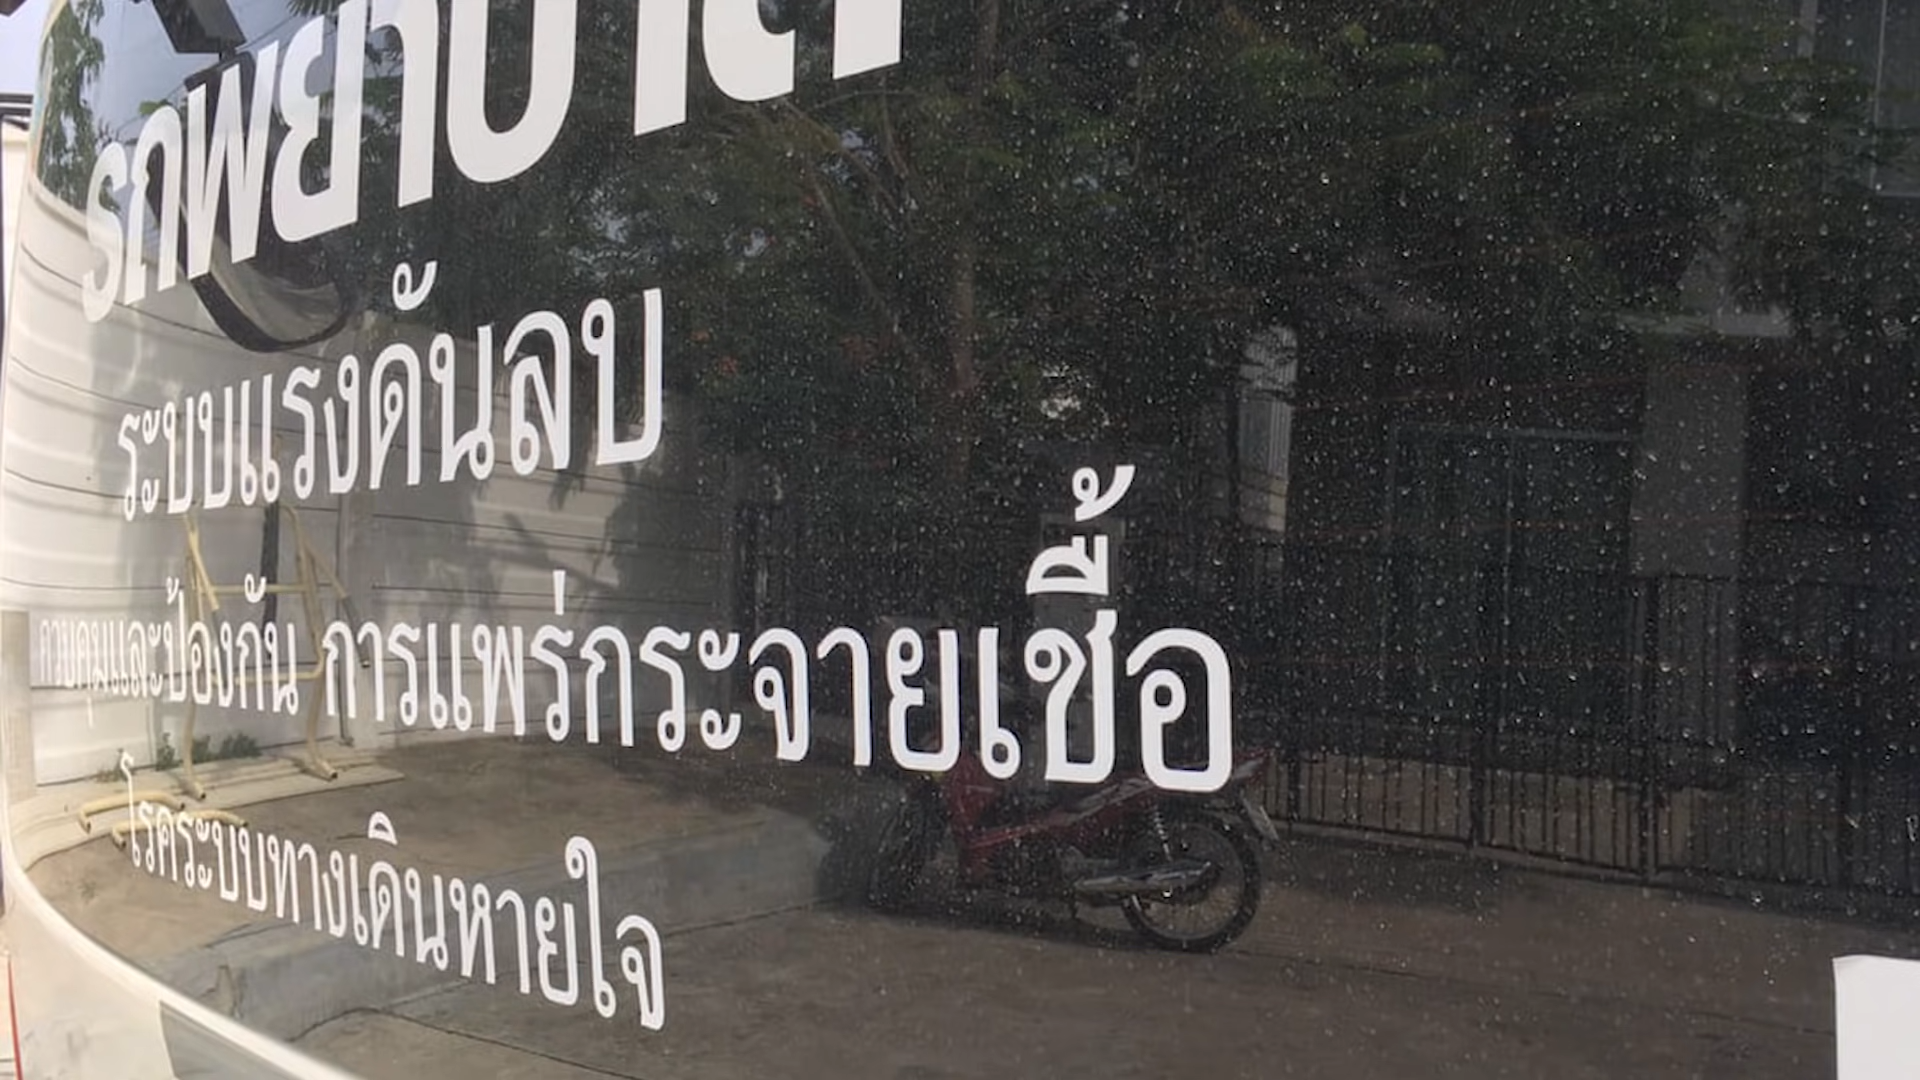 รถพยาบาล
ระบบแรงดันลบ
ควบคุมและป้องกัน การแพร่กระจายเชื้อ
โรคระบบทางเดินหายใจ